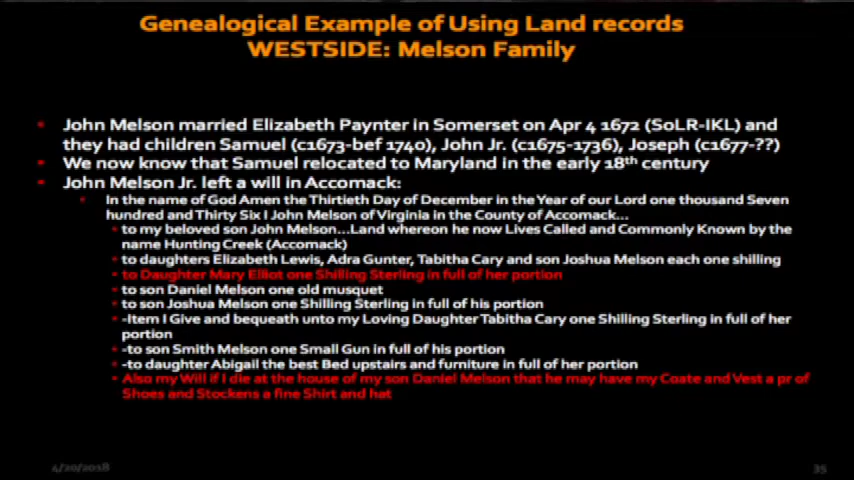 Genealogical Example of Using Land records
WESTSIDE: Melson Family
• John Melson married Elizabeth Paynter in Somerset on Apr 4 1672 (SoLR-IKL) and
they had children Samuel (c1673-bef 1740), John Jr. (c1675-1736), Joseph (c1677-??)
• We now know that Samuel relocated to Maryland in the early 18th century
• John Melson Jr. left a will in Accomack:
• In the name of God Amen the Thirtieth Day of December in the Year of our Lord one thousand Seven
hundred and Thirty Six I John Melson of Virginia in the County of Accomack...
• to my beloved son John Melson...Land whereon he now Lives Called and Commonly Known by the
name Hunting Creek (Accomack)
• to daughters Elizabeth Lewis, Adra Gunter, Tabitha Cary and son Joshua Melson each one shilling
• to Daughter Mary Elliot one Shilling Sterling in full of her portion
• to son Daniel Melson one old musquet
• to son Joshua Melson one Shilling Sterling in full of his portion
• -Item I Give and bequeath unto my Loving Daughter Tabitha Cary one Shilling Sterling in full of her
portion
• -to son Smith Melson one Small Gun in full of his portion
• -to daughter Abigail the best Bed upstairs and furniture in full of her portion
• Also my Will if I die at the house of my son Daniel Melson that he may have my Coate and Vest a pr of
Shoes and Stockens a fine Shirt and hat
4/20/2018
35